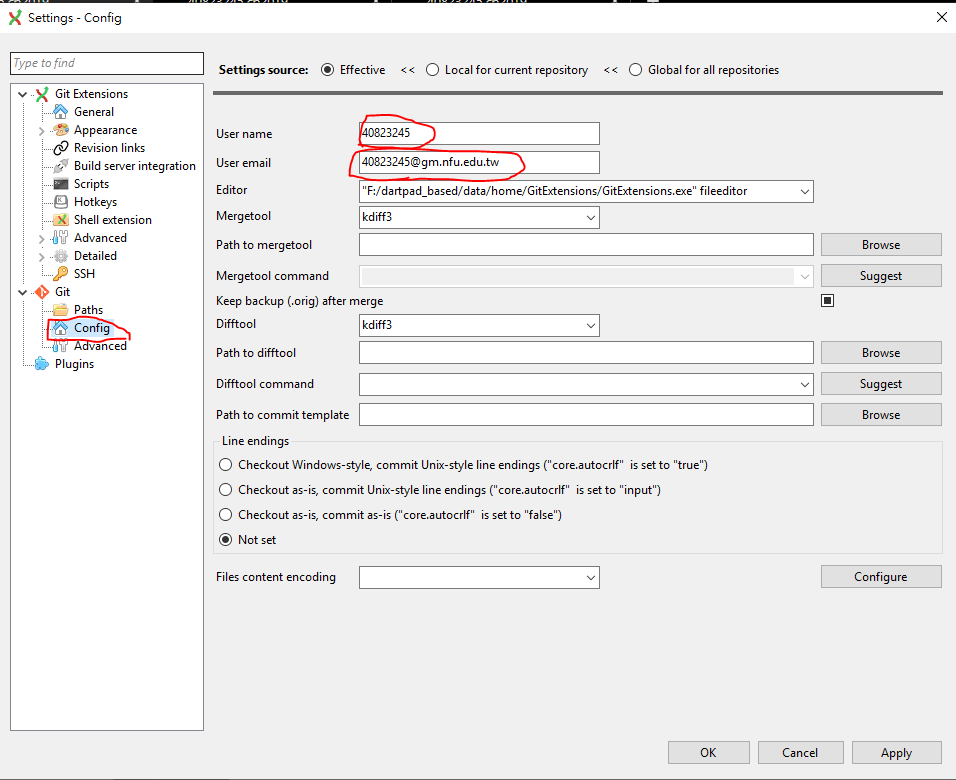 Settings - Config
Type to find
Git Extensions
General
Appearance
Revision links
Build server integration
Scripts
Hotkeys
Shell extension
Advanced
Detailed
SSH
Git
Paths
Config
Advanced
Plugins
Settings source: Effective << Local for current repository << Global for all repositories
User name 40823245
User email 40823245@gm.nfu.edu.tw
Editor "F:/dartpad_based/data/home/GitExtensions/GitExtensions.exe" fileeditor
Mergetool kdiff3
Path to mergetool Browse
Mergetool command Suggest
Keep backup (.orig) after merge
Difftool kdiff3
Path to difftool Browse
Difftool command Suggest
Path to commit template Browse
Line endings
Checkout Windows-style, commit Unix-style line endings ("core.autocrlf" is set to "true")
Checkout as-is, commit Unix-style line endings ("core.autocrlf" is set to "input")
Checkout as-is, commit as-is ("core.autocrlf" is set to "false")
Not set
Files content encoding Configure
OK Cancel Apply